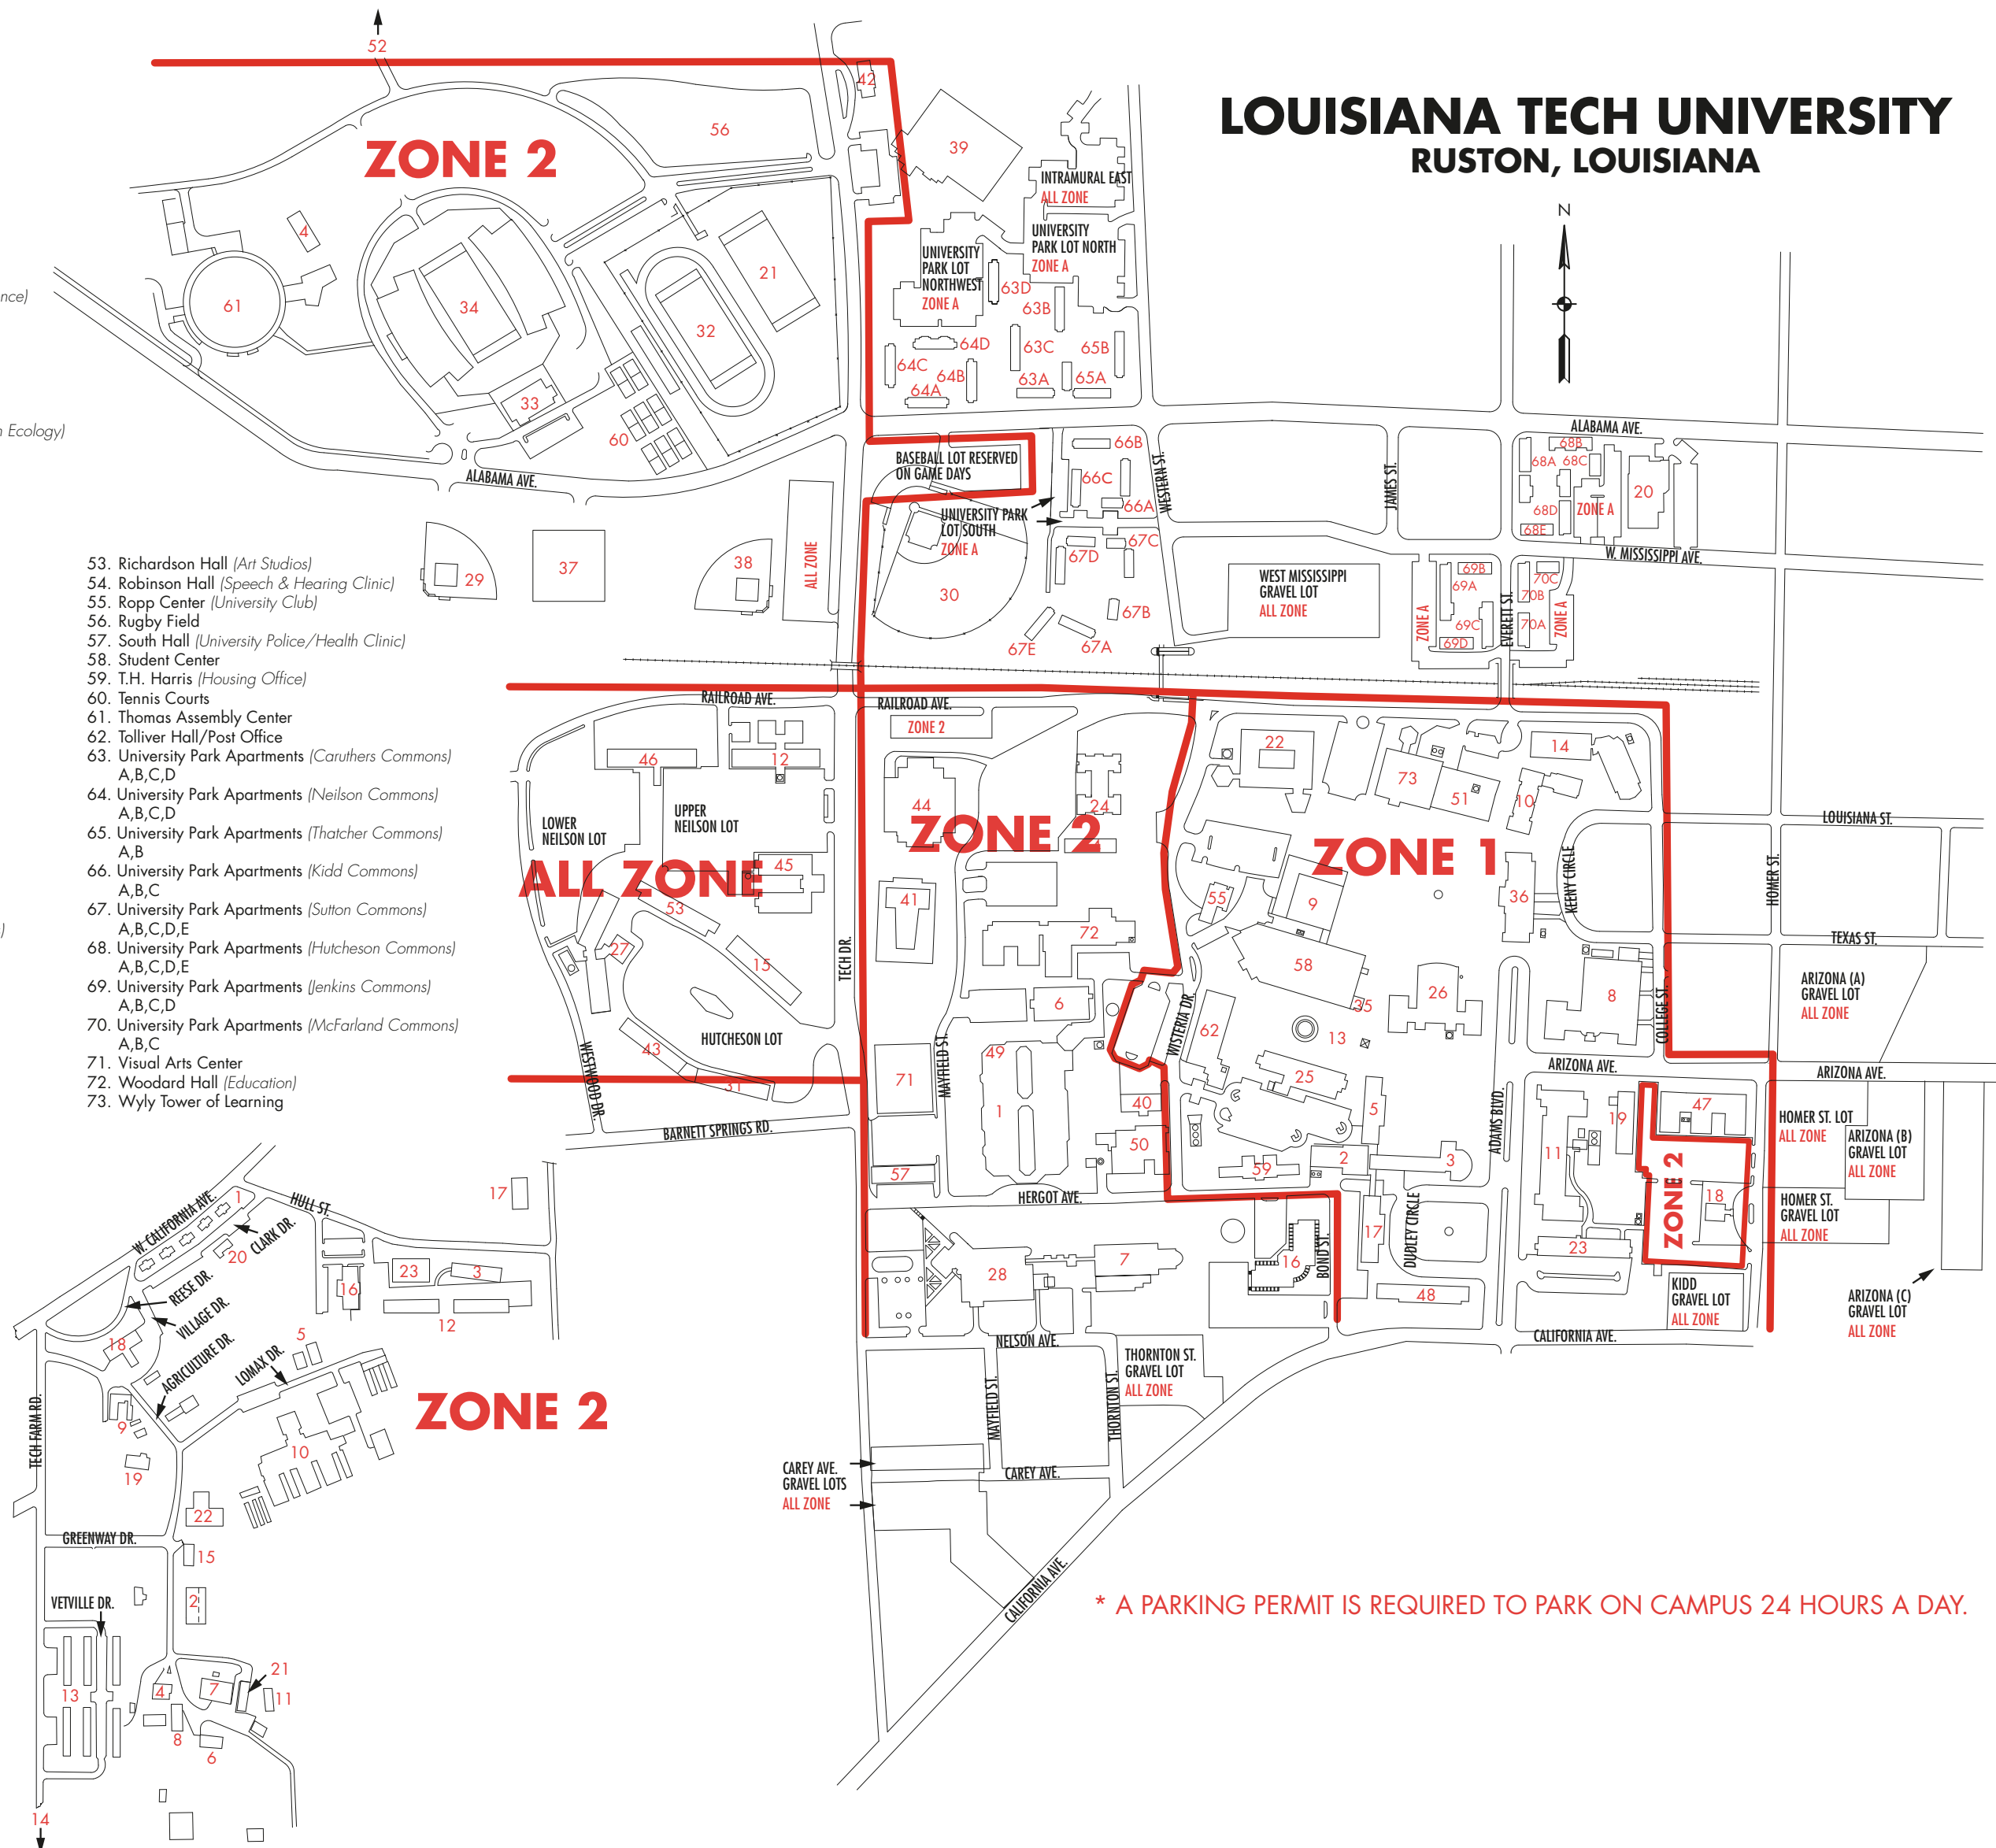 LOUISIANA TECH UNIVERSITY
RUSTON, LOUISIANA
N
52
ZONE 2
56
42
39
INTRAMURAL EAST
ALL ZONE
UNIVERSITY
PARK LOT NORTH
ZONE A
UNIVERSITY
PARK LOT
NORTHWEST
ZONE A
4
61
34
21
32
33
60
63D
63B
64D
63C
65B
64C
64B
63A
65A
64A
nce)
n Ecology)
)
ALABAMA AVE.
ALABAMA AVE.
BASEBALL LOT RESERVED
ON GAME DAYS
66B
66C
66A
UNIVERSITY PARK
LOT SOUTH
ZONE A
67D
67C
67B
67E
67A
30
29
37
38
ALL ZONE
WESTERN ST.
JAMES ST.
68B
68A
68C
68D
68E
ZONE A
20
W. MISSISSIPPI AVE.
WEST MISSISSIPPI
GRAVEL LOT
ALL ZONE
ZONE A
69B
69A
69C
69D
EVERETT ST.
70C
70B
70A
ZONE A
53. Richardson Hall (Art Studios)
54. Robinson Hall (Speech & Hearing Clinic)
55. Ropp Center (University Club)
56. Rugby Field
57. South Hall (University Police/Health Clinic)
58. Student Center
59. T.H. Harris (Housing Office)
60. Tennis Courts
61. Thomas Assembly Center
62. Tolliver Hall/Post Office
63. University Park Apartments (Caruthers Commons)
A,B,C,D
64. University Park Apartments (Neilson Commons)
A,B,C,D
65. University Park Apartments (Thatcher Commons)
A,B
66. University Park Apartments (Kidd Commons)
A,B,C
67. University Park Apartments (Sutton Commons)
A,B,C,D,E
68. University Park Apartments (Hutcheson Commons)
A,B,C,D,E
69. University Park Apartments (Jenkins Commons)
A,B,C,D
70. University Park Apartments (McFarland Commons)
A,B,C
71. Visual Arts Center
72. Woodard Hall (Education)
73. Wyly Tower of Learning
RAILROAD AVE.
RAILROAD AVE.
ZONE 2
46
12
LOWER
NEILSON LOT
UPPER
NEILSON LOT
ALL ZONE
45
53
27
15
43
31
HUTCHESON LOT
WESTWOOD DR.
TECH DR.
BARNETT SPRINGS RD.
44
24
ZONE 2
41
72
6
49
71
1
MAYFIELD ST.
40
50
57
HERGOT AVE.
22
73
51
14
10
ZONE 1
55
9
36
KEENY CIRCLE
58
35
26
8
13
62
WISTERIA DR.
25
5
2
3
59
COLLEGE ST.
ADAMS BLVD.
ARIZONA AVE.
ARIZONA AVE.
LOUISIANA ST.
HOMER ST.
TEXAS ST.
ARIZONA (A)
GRAVEL LOT
ALL ZONE
47
19
11
ZONE 2
18
23
HOMER ST. LOT
ALL ZONE
ARIZONA (B)
GRAVEL LOT
ALL ZONE
HOMER ST.
GRAVEL LOT
ALL ZONE
KIDD
GRAVEL LOT
ALL ZONE
ARIZONA (C)
GRAVEL LOT
ALL ZONE
CALIFORNIA AVE.
17
DUDLEY CIRCLE
48
16
BOND ST.
28
7
NELSON AVE.
THORNTON ST.
GRAVEL LOT
ALL ZONE
MAYFIELD ST.
THORNTON ST.
CAREY AVE.
CAREY AVE.
GRAVEL LOTS
ALL ZONE
CALIFORNIA AVE.
W. CALIFORNIA AVE.
1
HULL ST.
17
CLARK DR.
20
REESE DR.
VILLAGE DR.
18
AGRICULTURE DR.
LOMAX DR.
5
16
23
3
12
ZONE 2
TECH FARM RD.
9
19
10
22
GREENWAY DR.
15
2
VETVILLE DR.
13
4
7
21
11
8
6
14
* A PARKING PERMIT IS REQUIRED TO PARK ON CAMPUS 24 HOURS A DAY.